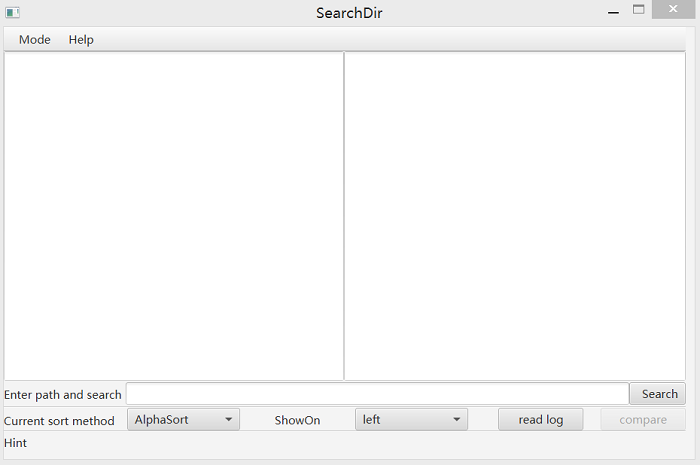 SearchDir
Mode Help
Enter path and search Search
Current sort method AlphaSort ShowOn left read log compare
Hint